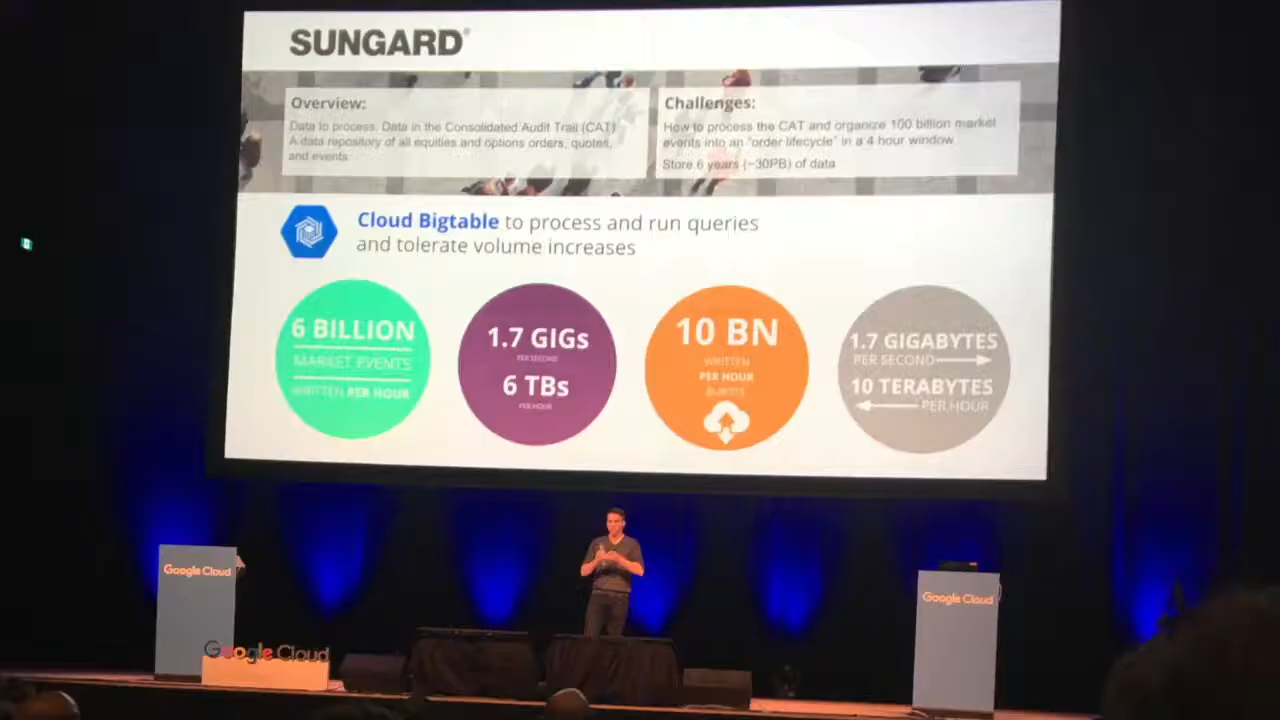 SUNGARD®
Overview:
Data to process. Data in the Consolidated Audit Trail (CAT)
A data repository of all equities and options orders, quotes,
and events
Challenges:
How to process the CAT and organize 100 billion market
events into an "order lifecycle" in a 4 hour window
Store 6 years (~30PB) of data
Cloud Bigtable to process and run queries
and tolerate volume increases
6 BILLION
MARKET EVENTS
WRITTEN PER HOUR
1.7 GIGs
PER SECOND
6 TBs
PER HOUR
10 BN
WRITTEN
PER HOUR
BURSTS
1.7 GIGABYTES
PER SECOND
10 TERABYTES
PER HOUR
Google Cloud
Google Cloud
Google Cloud